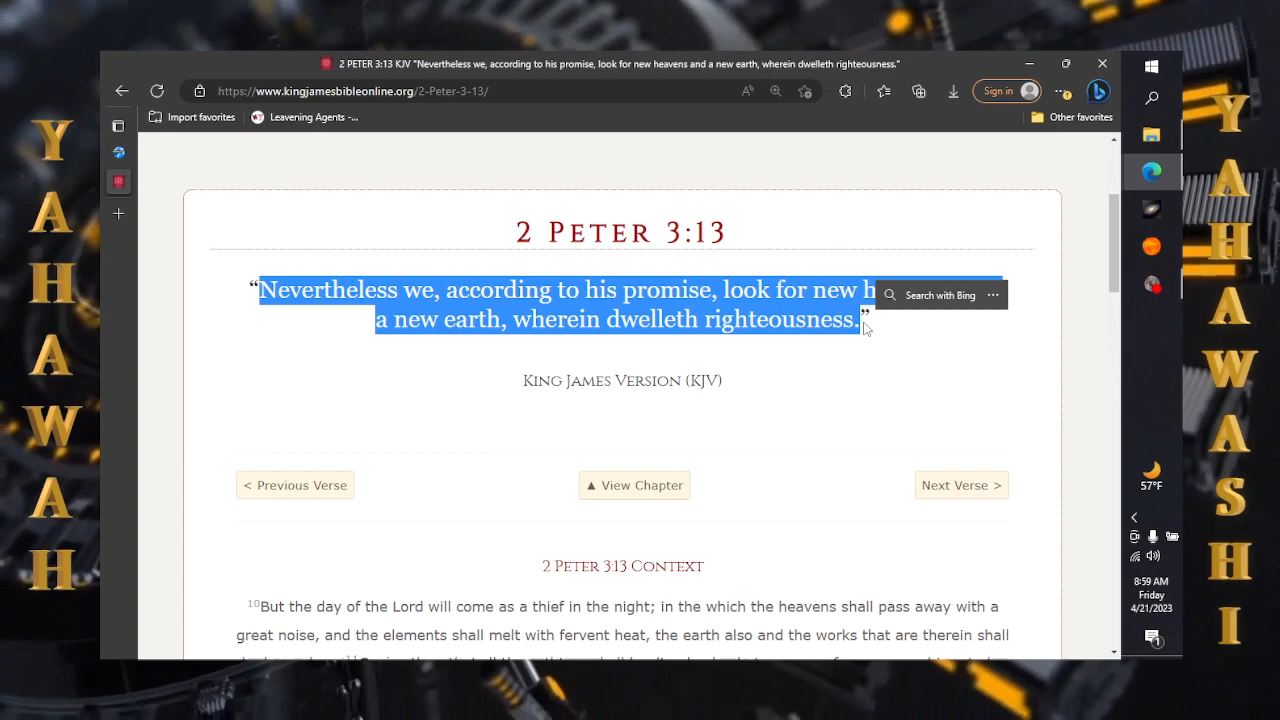 2 PETER 3:13 KJV "Nevertheless we, according to his promise, look for new heavens and a new earth, wherein dwelleth righteousness."
https://www.kingjamesbibleonline.org/2-Peter-3-13/
Sign in
Import favorites
Leavening Agents -...
Other favorites
2 PETER 3:13
“Nevertheless we, according to his promise, look for new h
Search with Bing
a new earth, wherein dwelleth righteousness.”
KING JAMES VERSION (KJV)
< Previous Verse
▲ View Chapter
Next Verse >
2 PETER 3:13 CONTEXT
10But the day of the Lord will come as a thief in the night; in the which the heavens shall pass away with a
great noise, and the elements shall melt with fervent heat, the earth also and the works that are therein shall
57°F
8:59 AM
Friday
4/21/2023
1
YAHAWAH
YAHAWASHI